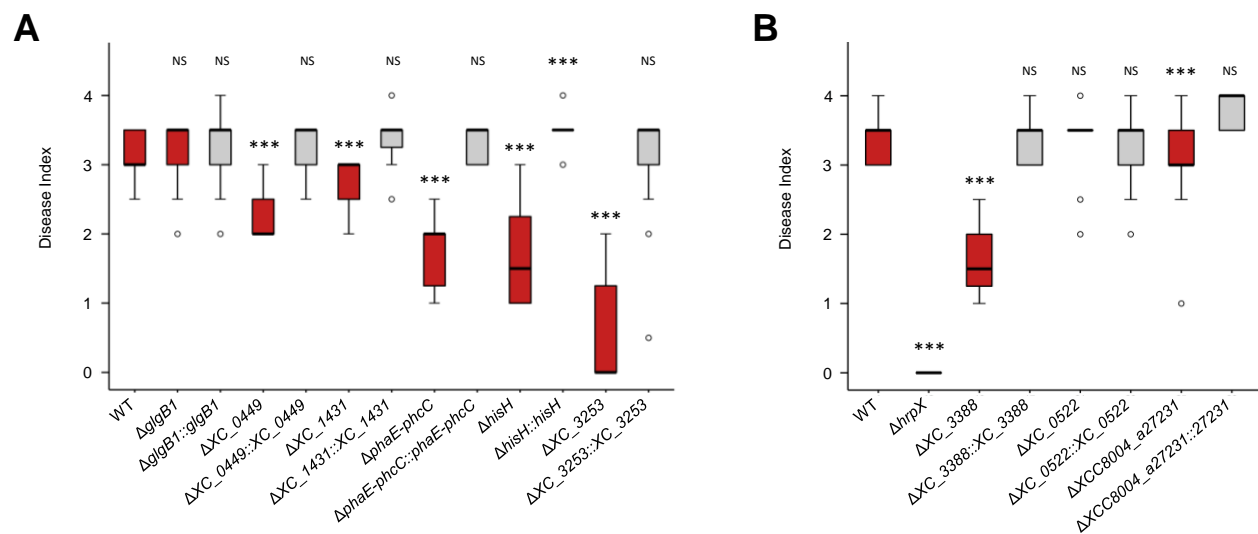 A
NS
NS
***
NS
***
NS
***
NS
***
***
***
NS
Disease Index
4
3
2
1
0
WT
ΔglgB1
ΔglgB1::glgB1
ΔXC_0449
ΔXC_0449::XC_0449
ΔXC_1431
ΔXC_1431::XC_1431
ΔphaE-phcC
ΔphaE-phcC::phaE-phcC
ΔhisH
ΔhisH::hisH
ΔXC_3253
ΔXC_3253::XC_3253
B
***
***
NS
NS
NS
***
NS
Disease Index
4
3
2
1
0
WT
ΔhrpX
ΔXC_3388
ΔXC_3388::XC_3388
ΔXC_0522
ΔXC_0522::XC_0522
ΔXCC8004_a27231
ΔXCC8004_a27231::27231